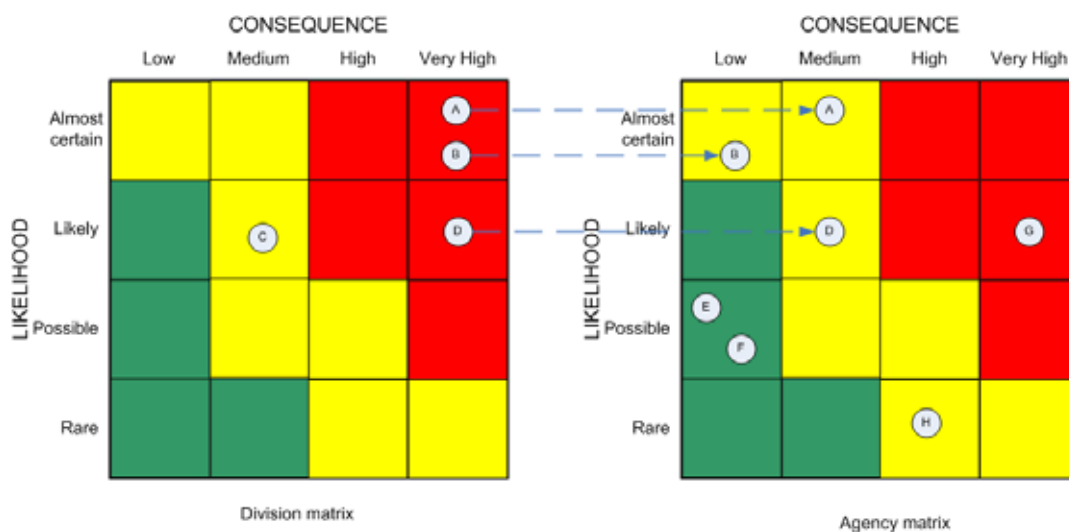 CONSEQUENCE
Low Medium High Very High
LIKELIHOOD
Almost
certain
Likely
Possible
Rare
A
B
C
D
Division matrix
CONSEQUENCE
Low Medium High Very High
LIKELIHOOD
Almost
certain
Likely
Possible
Rare
A
B
D
G
E
F
H
Agency matrix